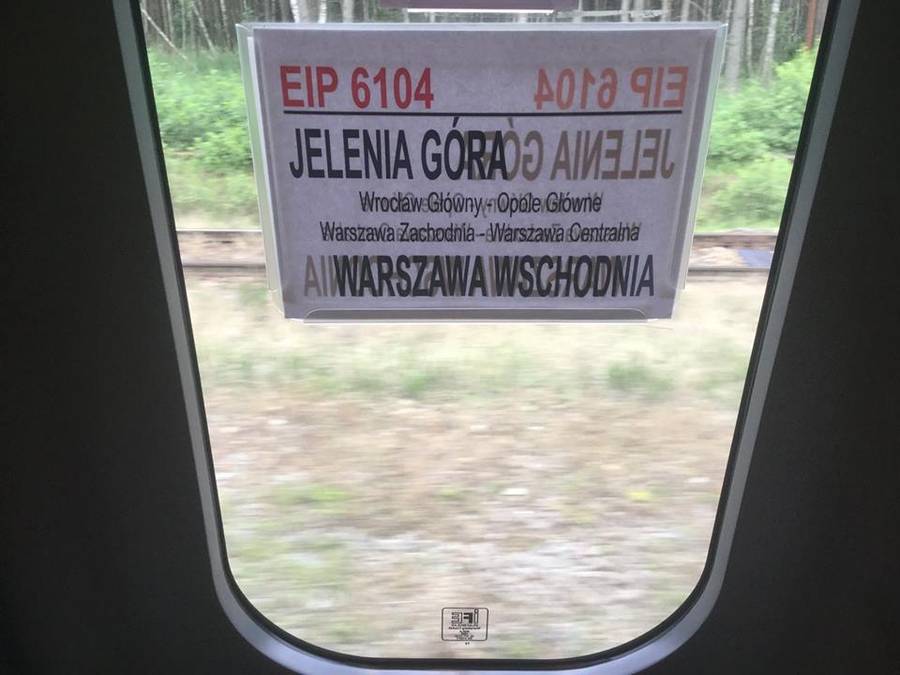 EIP 6104
JELENIA GÓRA
Wrocław Główny - Opole Główne
Warszawa Zachodnia - Warszawa Centralna
WARSZAWA WSCHODNIA